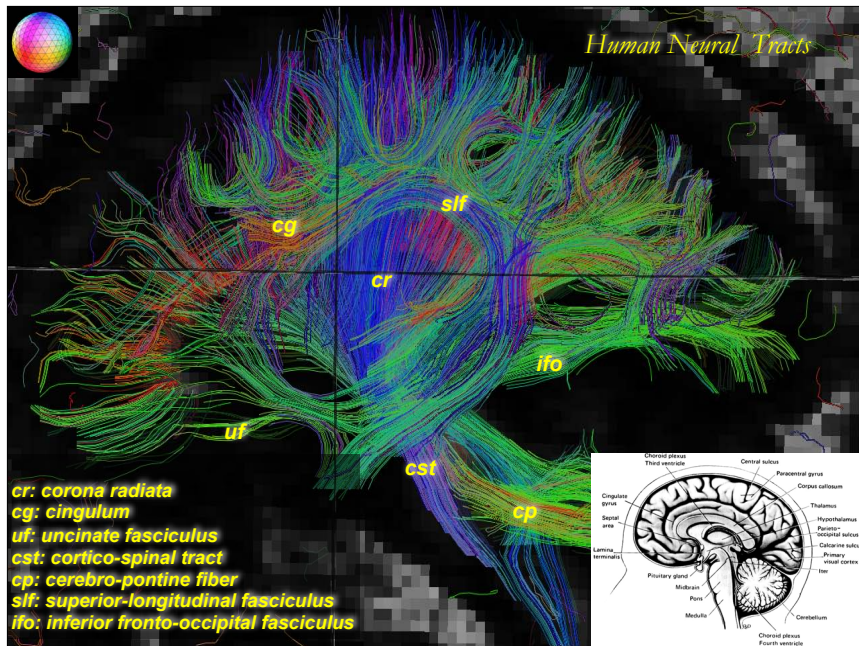 Human Neural Tracts
slf
cg
cr
ifo
uf
cst
cp
cr: corona radiata
cg: cingulum
uf: uncinate fasciculus
cst: cortico-spinal tract
cp: cerebro-pontine fiber
slf: superior-longitudinal fasciculus
ifo: inferior fronto-occipital fasciculus
Choroid plexus
Third ventricle
Central sulcus
Paracentral gyrus
Corpus callosum
Cingulate
gyrus
Thalamus
Septal
area
Hypothalamus
Parieto-
occipital sulcus
Calcarine sulcus
Lamina
terminalis
Primary
visual cortex
Iter
Pituitary gland
Midbrain
Pons
Medulla
Cerebellum
Choroid plexus
Fourth ventricle